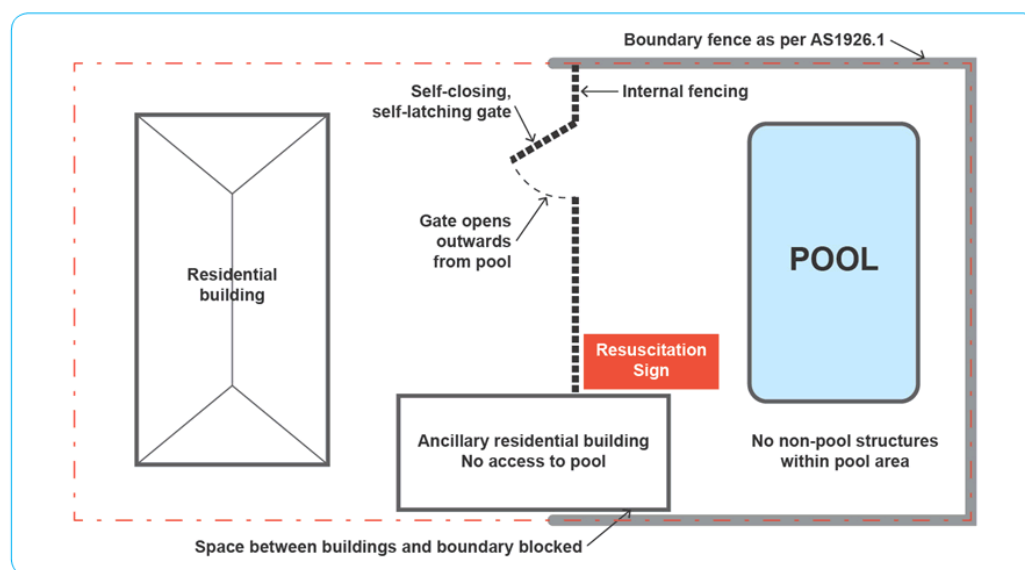 Boundary fence as per AS1926.1
Self-closing,
self-latching gate
Internal fencing
Gate opens
outwards
from pool
POOL
Residential
building
Resuscitation
Sign
Ancillary residential building
No access to pool
No non-pool structures
within pool area
Space between buildings and boundary blocked